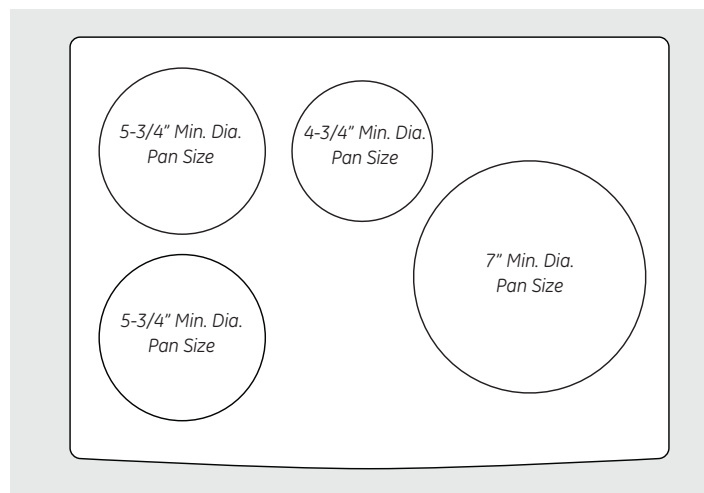 5-3/4" Min. Dia.
Pan Size
4-3/4" Min. Dia.
Pan Size
7" Min. Dia.
Pan Size
5-3/4" Min. Dia.
Pan Size